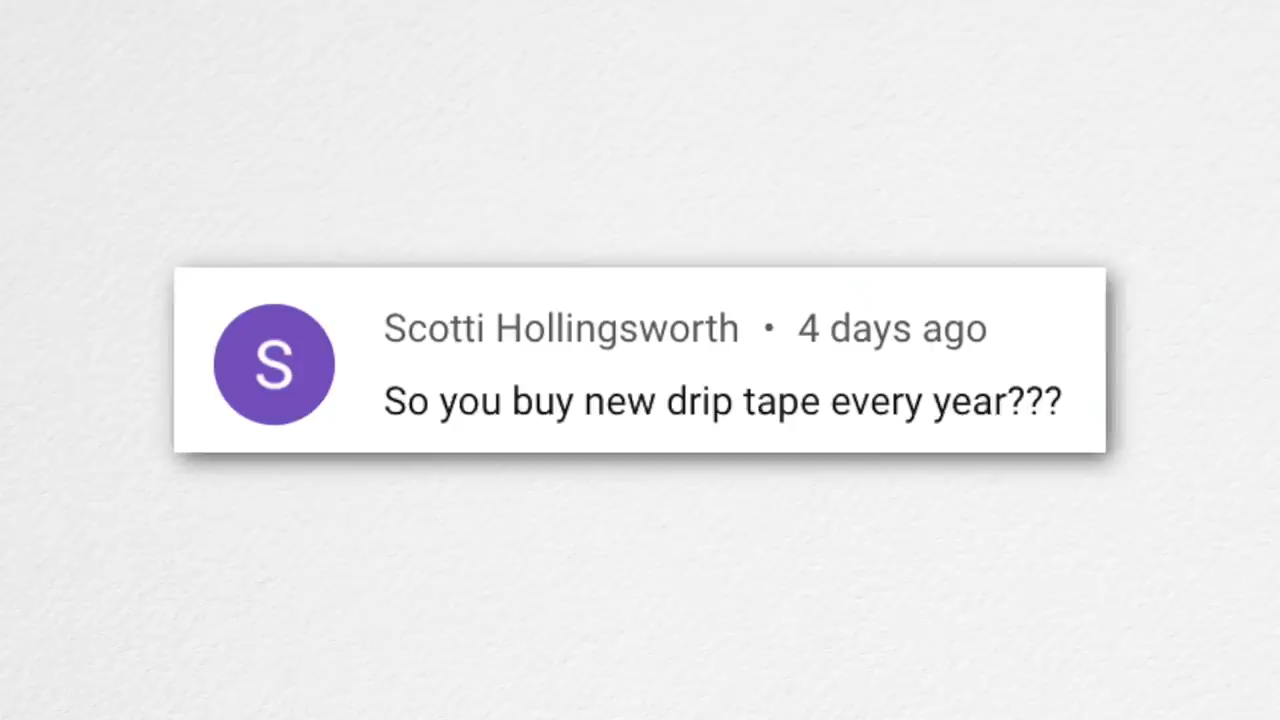 S
Scotti Hollingsworth • 4 days ago
So you buy new drip tape every year???